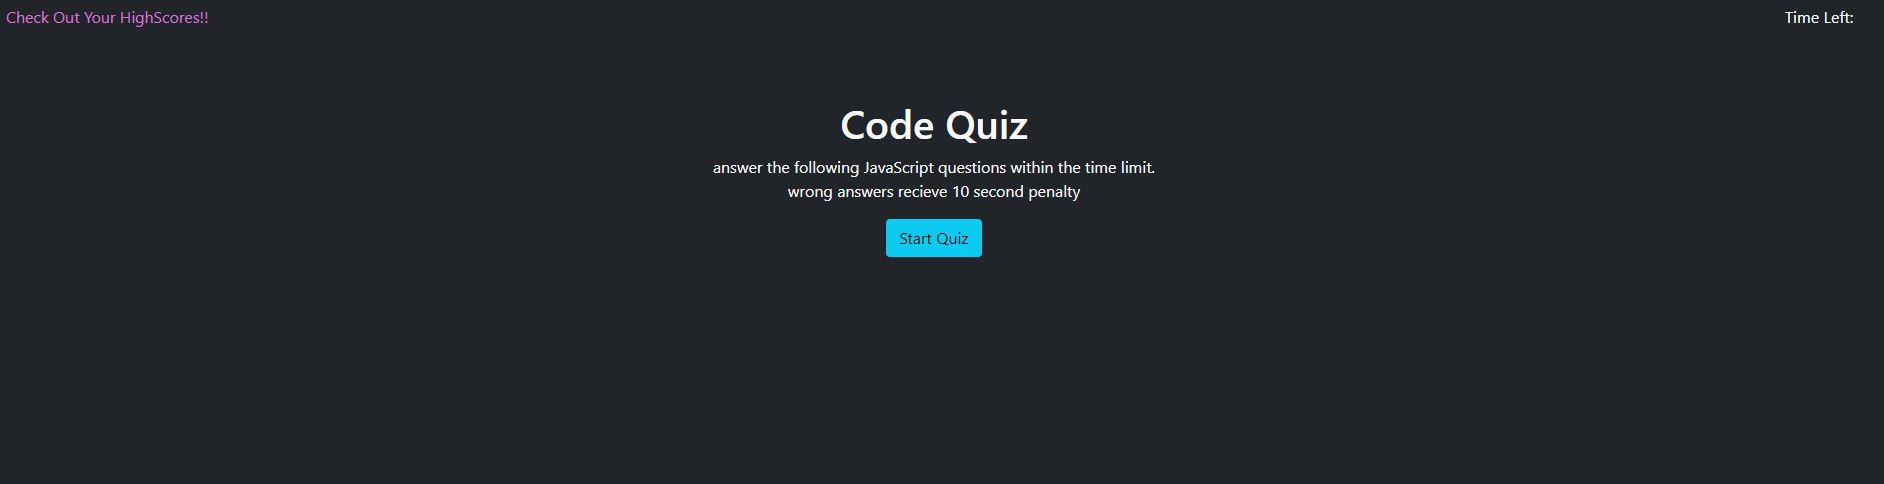 Check Out Your HighScores!!
Time Left:
Code Quiz
answer the following JavaScript questions within the time limit.
wrong answers recieve 10 second penalty
Start Quiz